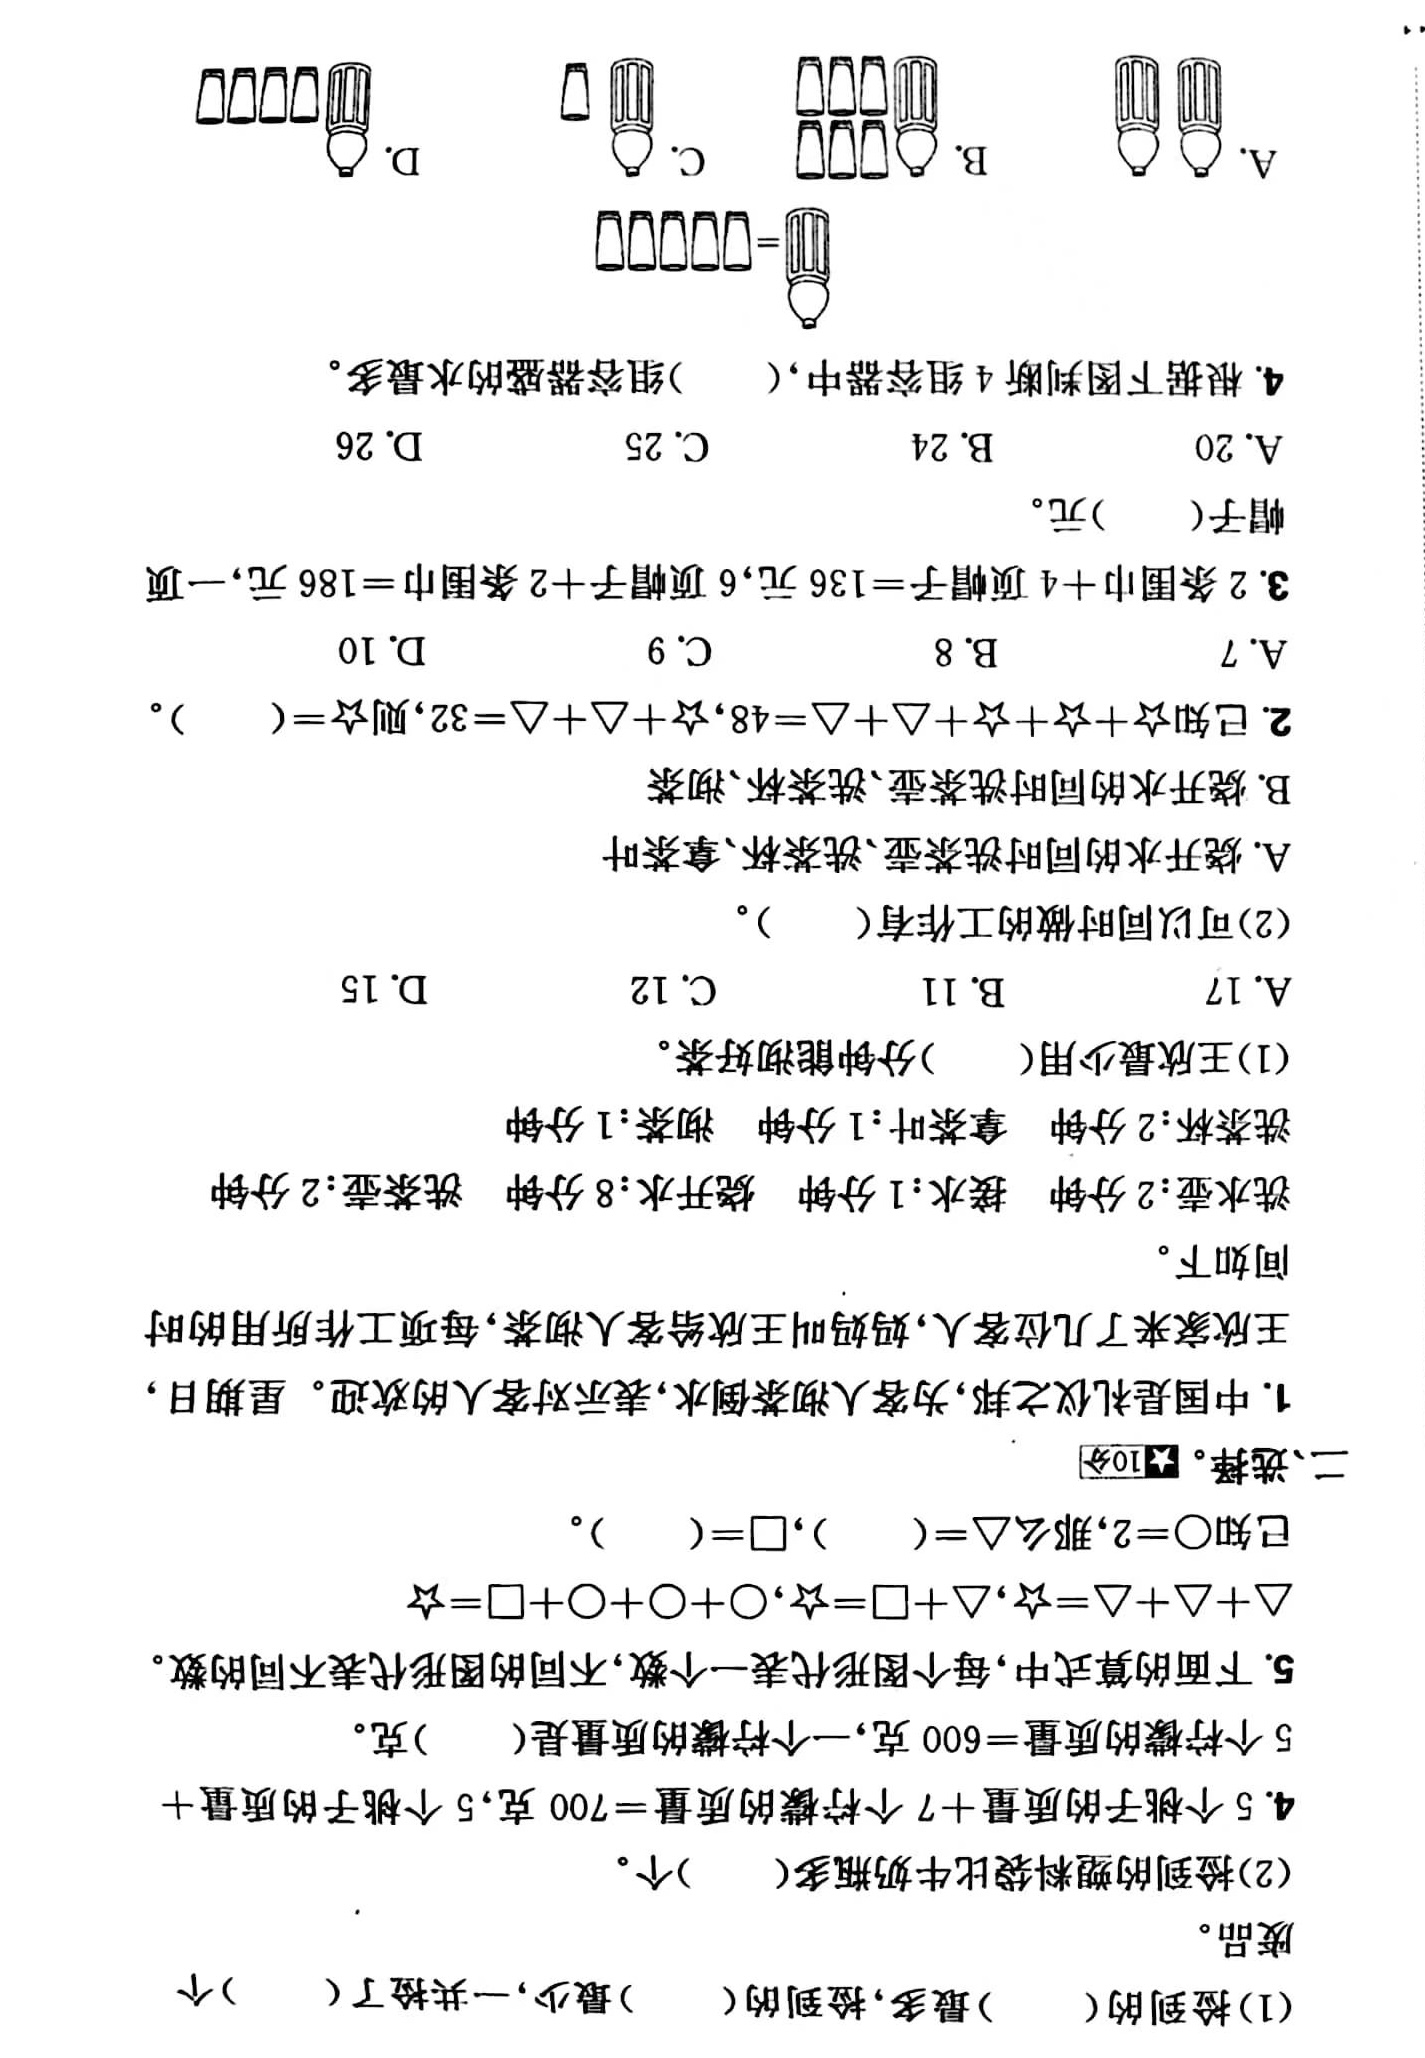 (1)捡到的(　　)最多,捡到的(　　)最少,一共捡了(　　)个
废品。
(2)捡到的塑料袋比牛奶瓶多(　　)个。
4. 5 个桃子的质量＋7 个柠檬的质量＝700 克,5 个桃子的质量＋
5 个柠檬的质量＝600 克,一个柠檬的质量是(　　)克。
5. 下面的算式中,每个图形代表一个数,不同的图形代表不同的数。
△＋△＋△＝☆,△＋□＝☆,○＋○＋○＋□＝☆
已知○＝2,那么△＝(　　),□＝(　　)。
二、选择。★10分
1. 中国是礼仪之邦,为客人沏茶倒水,表示对客人的欢迎。星期日,
王欣家来了几位客人,妈妈叫王欣给客人沏茶,每项工作所用的时
间如下。
洗水壶:2 分钟　接水:1 分钟　烧开水:8 分钟　洗茶壶:2 分钟
洗茶杯:2 分钟　拿茶叶:1 分钟　沏茶:1 分钟
(1)王欣最少用(　　)分钟能沏好茶。
A. 17　B. 11　C. 12　D. 15
(2)可以同时做的工作有(　　)。
A. 烧开水的同时洗茶壶、洗茶杯、拿茶叶
B. 烧开水的同时洗茶壶、洗茶杯、沏茶
2. 已知☆＋☆＋☆＋△＋△＝48,☆＋△＋△＝32,则☆＝(　　)。
A. 7　B. 8　C. 9　D. 10
3. 2 条围巾＋4 顶帽子＝136 元,6 顶帽子＋2 条围巾＝186 元,一顶
帽子(　　)元。
A. 20　B. 24　C. 25　D. 26
4. 根据下图判断 4 组容器中,(　　)组容器盛的水最多。
＝
A.　B.　C.　D.